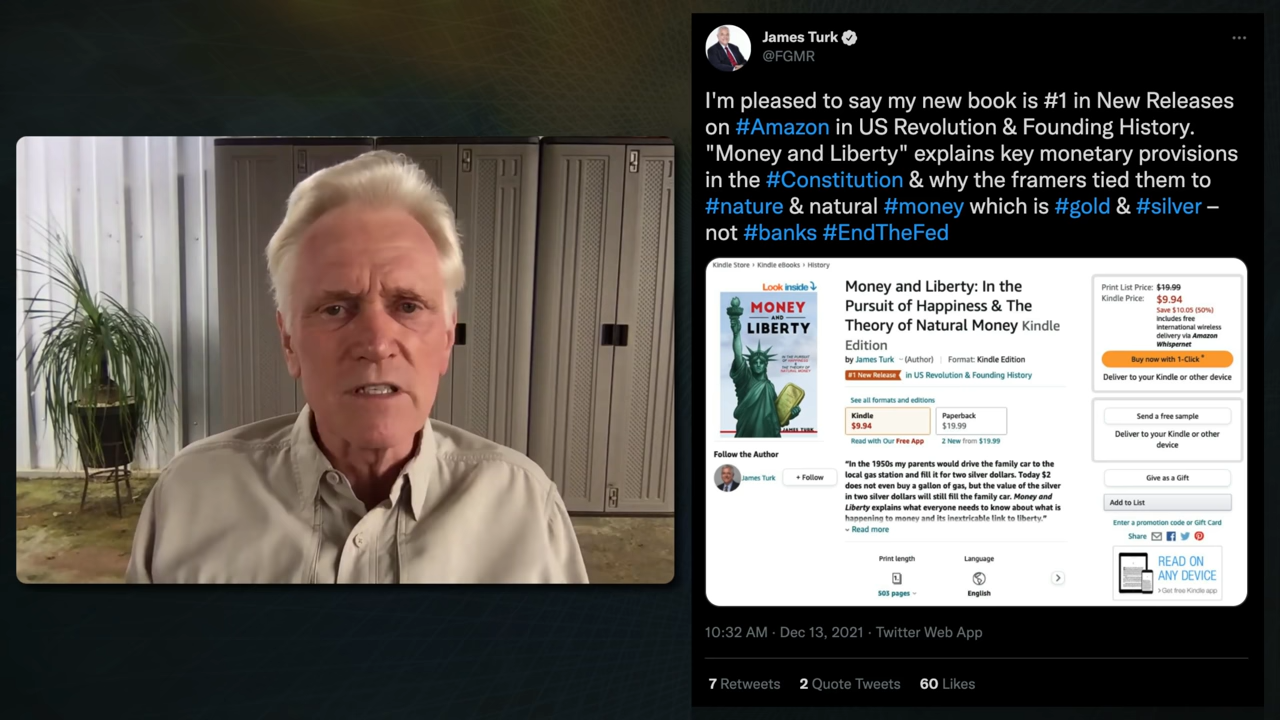 James Turk
@FGMR
I'm pleased to say my new book is #1 in New Releases
on #Amazon in US Revolution & Founding History.
"Money and Liberty" explains key monetary provisions
in the #Constitution & why the framers tied them to
#nature & natural #money which is #gold & #silver –
not #banks #EndTheFed
Kindle Store › Kindle eBooks › History
Look inside
MONEY
AND
LIBERTY
IN THE PURSUIT
OF HAPPINESS
& THE
THEORY OF
NATURAL MONEY
JAMES TURK
Follow the Author
James Turk
+ Follow
Money and Liberty: In the
Pursuit of Happiness & The
Theory of Natural Money Kindle
Edition
by James Turk ~ (Author) | Format: Kindle Edition
#1 New Release in US Revolution & Founding History
See all formats and editions
Kindle
$9.94
Paperback
$19.99
Read with Our Free App
2 New from $19.99
"In the 1950s my parents would drive the family car to the
local gas station and fill it for two silver dollars. Today $2
does not even buy a gallon of gas, but the value of the silver
in two silver dollars will still fill the family car. Money and
Liberty explains what everyone needs to know about what is
happening to money and its inextricable link to liberty."
Read more
Print length
503 pages
Language
English
Print List Price: $19.99
Kindle Price: $9.94
Save $10.05 (50%)
includes free
international wireless
delivery via Amazon
Whispernet
Buy now with 1-Click
Deliver to your Kindle or other device
Send a free sample
Deliver to your Kindle or other
device
Give as a Gift
Add to List
Enter a promotion code or Gift Card
Share
READ ON
ANY DEVICE
› Get free Kindle app
10:32 AM · Dec 13, 2021 · Twitter Web App
7 Retweets 2 Quote Tweets 60 Likes